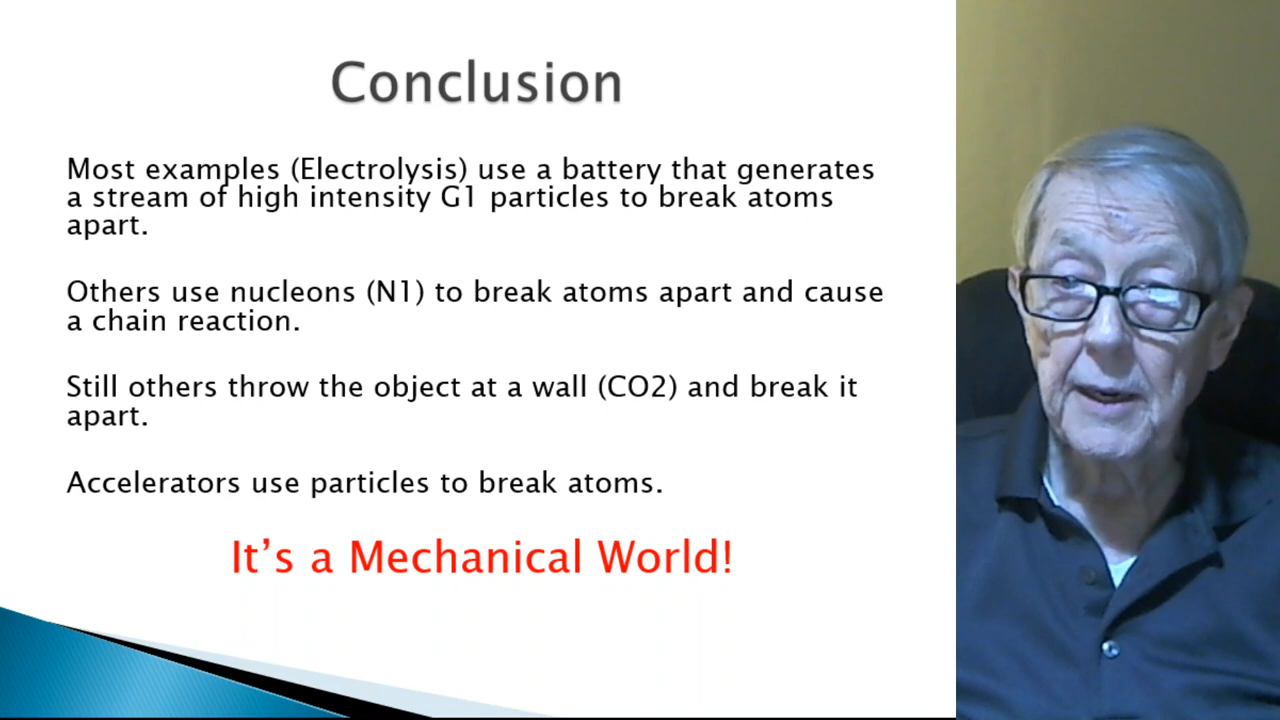 Conclusion
Most examples (Electrolysis) use a battery that generates
a stream of high intensity G1 particles to break atoms
apart.
Others use nucleons (N1) to break atoms apart and cause
a chain reaction.
Still others throw the object at a wall (CO2) and break it
apart.
Accelerators use particles to break atoms.
It's a Mechanical World!